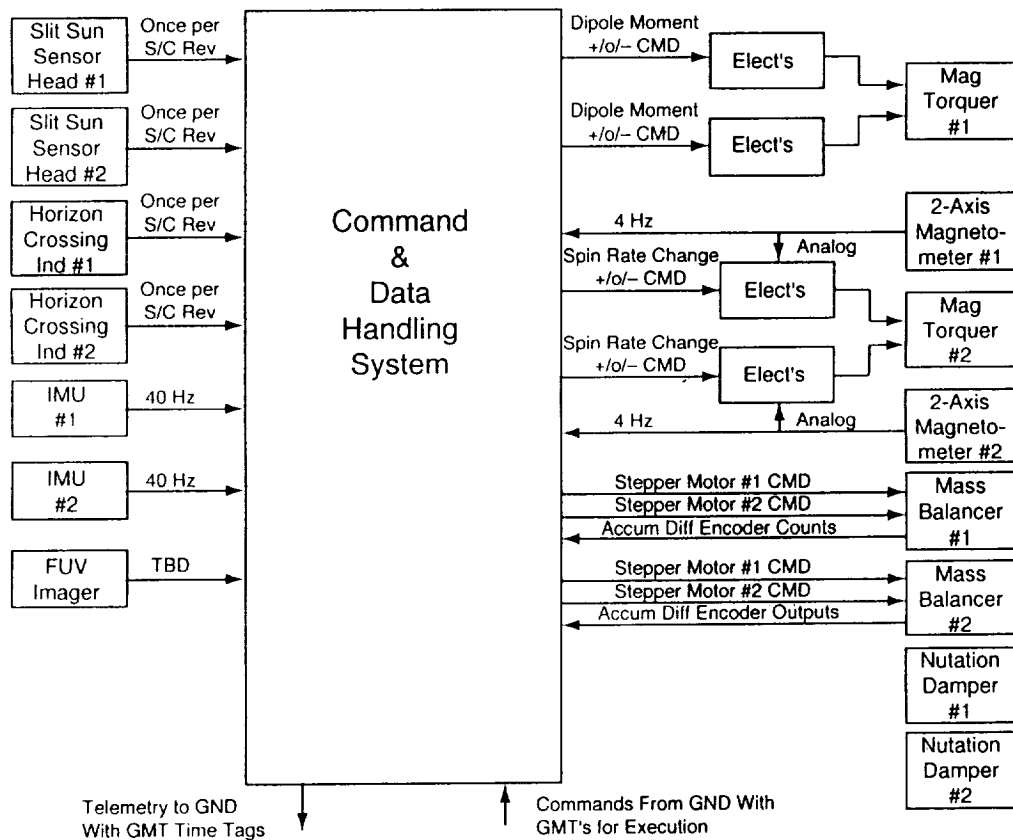 Slit Sun
Sensor
Head #1
Once per
S/C Rev
Slit Sun
Sensor
Head #2
Once per
S/C Rev
Horizon
Crossing
Ind #1
Once per
S/C Rev
Horizon
Crossing
Ind #2
Once per
S/C Rev
IMU
#1
40 Hz
IMU
#2
40 Hz
FUV
Imager
TBD
Command
&
Data
Handling
System
Dipole Moment
+/o/– CMD
Elect's
Dipole Moment
+/o/– CMD
Elect's
Mag
Torquer
#1
4 Hz
Analog
2-Axis
Magneto-
meter #1
Spin Rate Change
+/o/– CMD
Elect's
Spin Rate Change
+/o/– CMD
Elect's
Mag
Torquer
#2
4 Hz
Analog
2-Axis
Magneto-
meter #2
Stepper Motor #1 CMD
Stepper Motor #2 CMD
Accum Diff Encoder Counts
Mass
Balancer
#1
Stepper Motor #1 CMD
Stepper Motor #2 CMD
Accum Diff Encoder Outputs
Mass
Balancer
#2
Nutation
Damper
#1
Nutation
Damper
#2
Telemetry to GND
With GMT Time Tags
Commands From GND With
GMT's for Execution